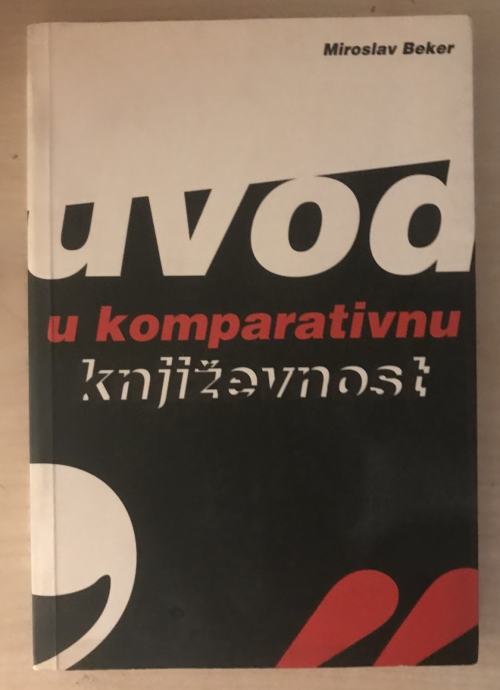 Miroslav Beker
uvod
u komparativnu
književnost